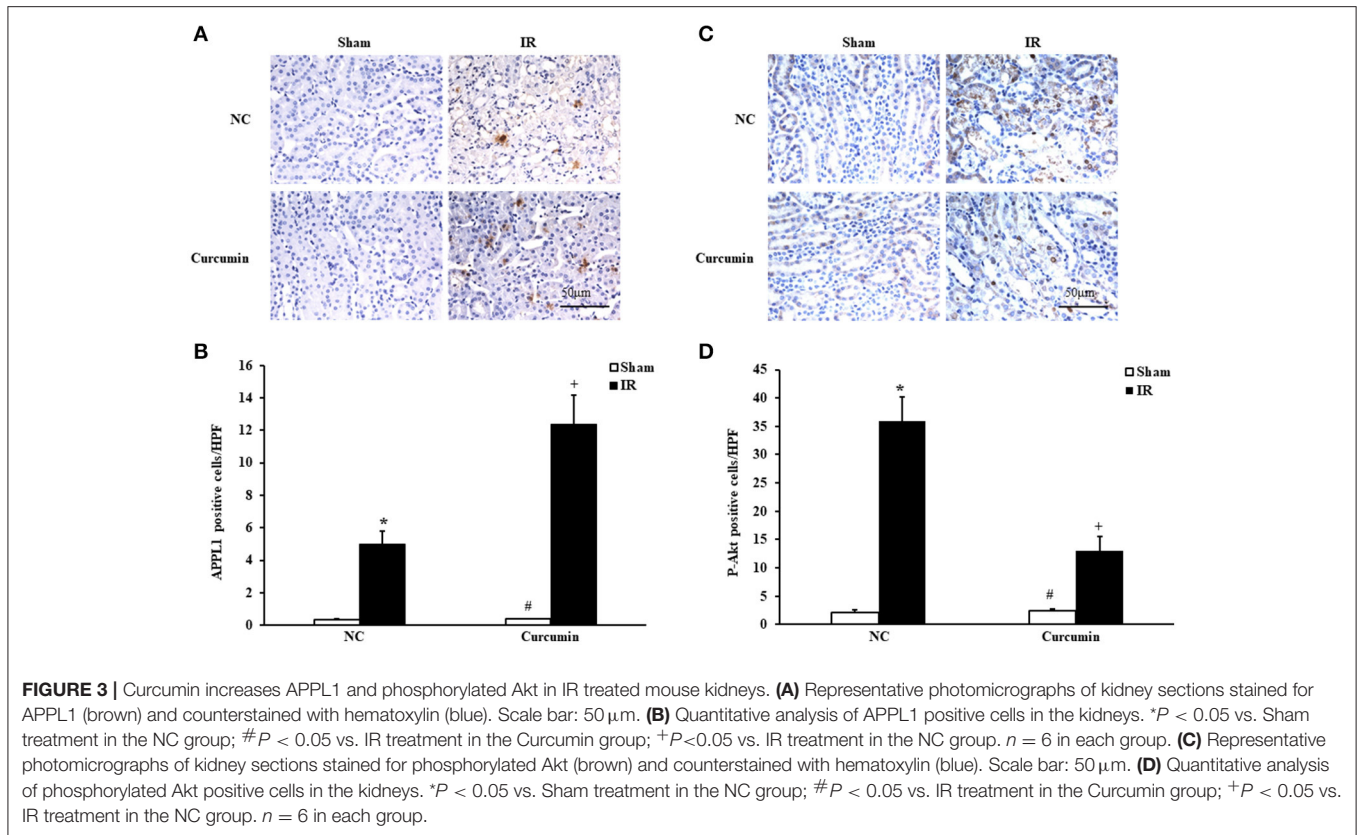 A
C
Sham
IR
Sham
IR
NC
NC
Curcumin
Curcumin
50μm
50μm
B
16
14
12
10
8
6
4
2
0
APPL1 positive cells/HPF
Sham
IR
*
#
+
NC
Curcumin
D
45
40
35
30
25
20
15
10
5
0
P-Akt positive cells/HPF
Sham
IR
*
#
+
NC
Curcumin
FIGURE 3 | Curcumin increases APPL1 and phosphorylated Akt in IR treated mouse kidneys. (A) Representative photomicrographs of kidney sections stained for
APPL1 (brown) and counterstained with hematoxylin (blue). Scale bar: 50 μm. (B) Quantitative analysis of APPL1 positive cells in the kidneys. *P < 0.05 vs. Sham
treatment in the NC group; #P < 0.05 vs. IR treatment in the Curcumin group; +P<0.05 vs. IR treatment in the NC group. n = 6 in each group. (C) Representative
photomicrographs of kidney sections stained for phosphorylated Akt (brown) and counterstained with hematoxylin (blue). Scale bar: 50 μm. (D) Quantitative analysis
of phosphorylated Akt positive cells in the kidneys. *P < 0.05 vs. Sham treatment in the NC group; #P < 0.05 vs. IR treatment in the Curcumin group; +P < 0.05 vs.
IR treatment in the NC group. n = 6 in each group.